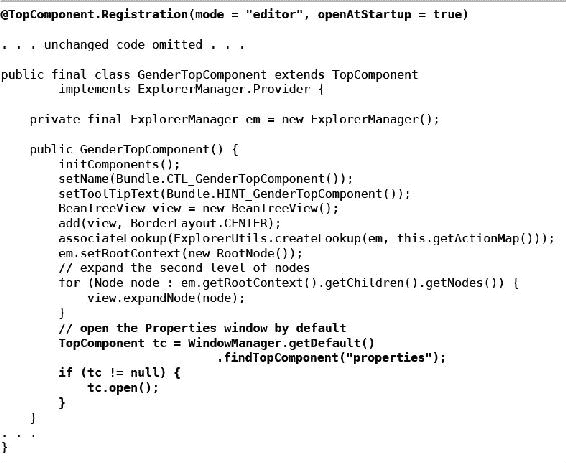 @TopComponent.Registration(mode = "editor", openAtStartup = true)
. . . unchanged code omitted . . .
public final class GenderTopComponent extends TopComponent
        implements ExplorerManager.Provider {
    private final ExplorerManager em = new ExplorerManager();
    public GenderTopComponent() {
        initComponents();
        setName(Bundle.CTL_GenderTopComponent());
        setToolTipText(Bundle.HINT_GenderTopComponent());
        BeanTreeView view = new BeanTreeView();
        add(view, BorderLayout.CENTER);
        associateLookup(ExplorerUtils.createLookup(em, this.getActionMap()));
        em.setRootContext(new RootNode());
        // expand the second level of nodes
        for (Node node : em.getRootContext().getChildren().getNodes()) {
            view.expandNode(node);
        }
        // open the Properties window by default
        TopComponent tc = WindowManager.getDefault()
                              .findTopComponent("properties");
        if (tc != null) {
            tc.open();
        }
    }
. . .
}